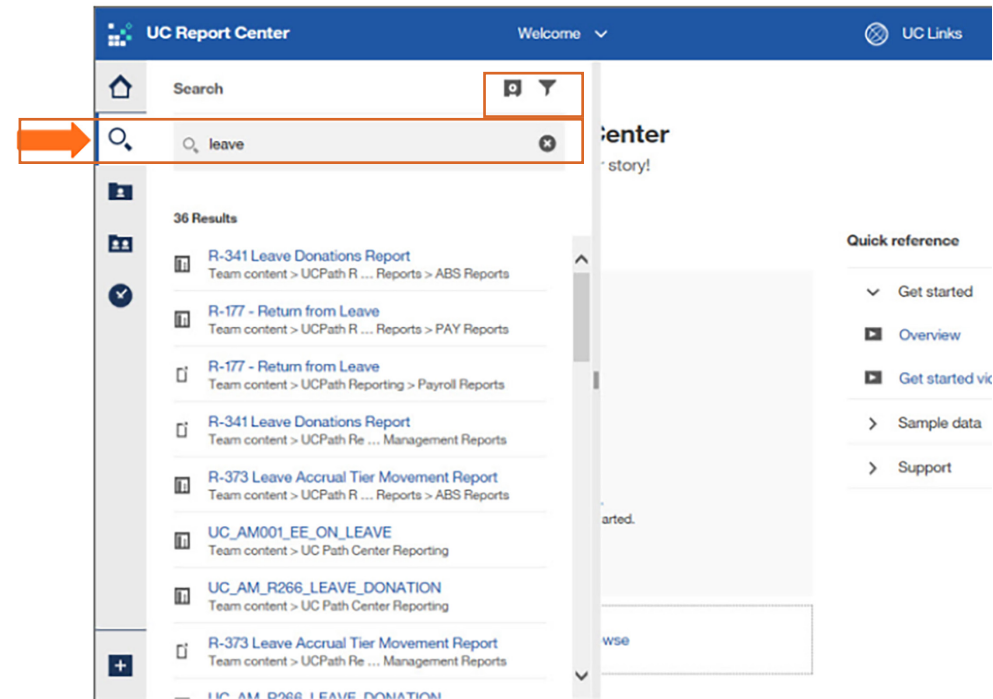 UC Report Center
Welcome
UC Links
Search
leave
Center
r story!
36 Results
R-341 Leave Donations Report
Team content > UCPath R ... Reports > ABS Reports
R-177 - Return from Leave
Team content > UCPath R ... Reports > PAY Reports
R-177 - Return from Leave
Team content > UCPath Reporting > Payroll Reports
R-341 Leave Donations Report
Team content > UCPath Re ... Management Reports
R-373 Leave Accrual Tier Movement Report
Team content > UCPath R ... Reports > ABS Reports
UC_AM001_EE_ON_LEAVE
Team content > UC Path Center Reporting
UC_AM_R266_LEAVE_DONATION
Team content > UC Path Center Reporting
R-373 Leave Accrual Tier Movement Report
Team content > UCPath Re ... Management Reports
UC_AM_R266_LEAVE_DONATION
arted.
wse
Quick reference
Get started
Overview
Get started vid
Sample data
Support